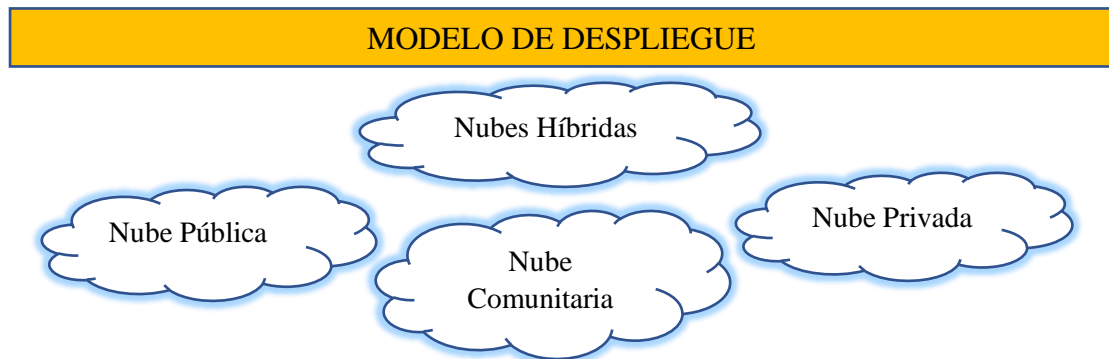 MODELO DE DESPLIEGUE
Nubes Híbridas
Nube Pública
Nube Privada
Nube
Comunitaria